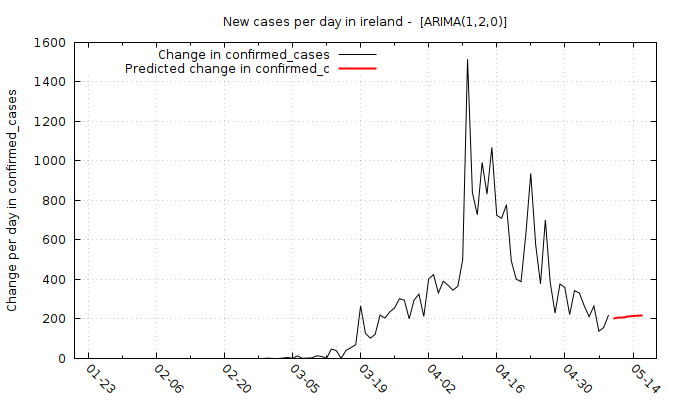 New cases per day in ireland - [ARIMA(1,2,0)]
Change in confirmed_cases
Predicted change in confirmed_c
Change per day in confirmed_cases
1600
1400
1200
1000
800
600
400
200
0
01-23 02-06 02-20 03-05 03-19 04-02 04-16 04-30 05-14